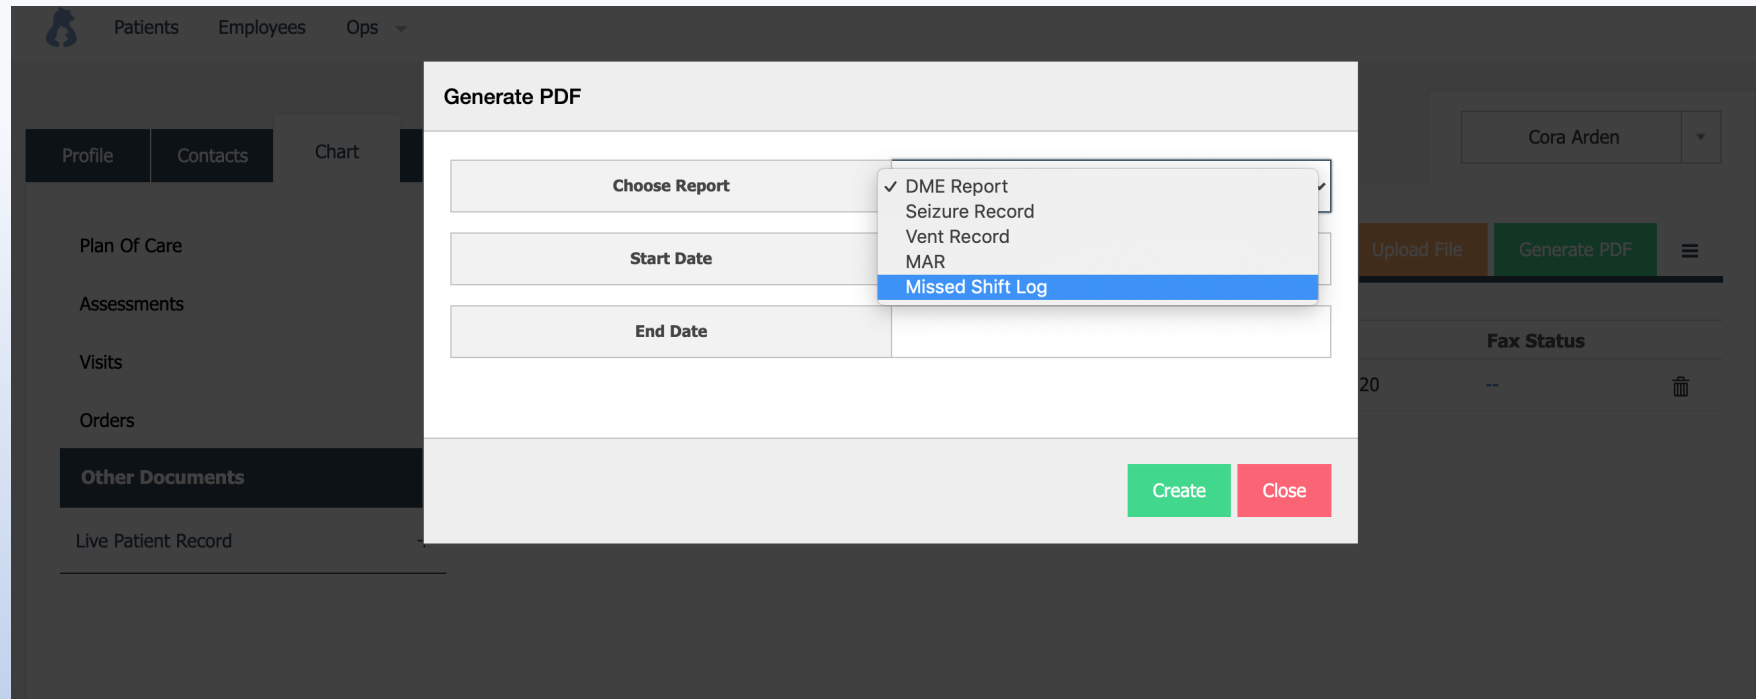 Patients Employees Ops
Generate PDF
Profile Contacts Chart
Cora Arden
Choose Report
DME Report
Seizure Record
Vent Record
MAR
Missed Shift Log
Start Date
End Date
Plan Of Care
Assessments
Visits
Orders
Other Documents
Live Patient Record
Upload File Generate PDF
Fax Status
20 --
Create Close